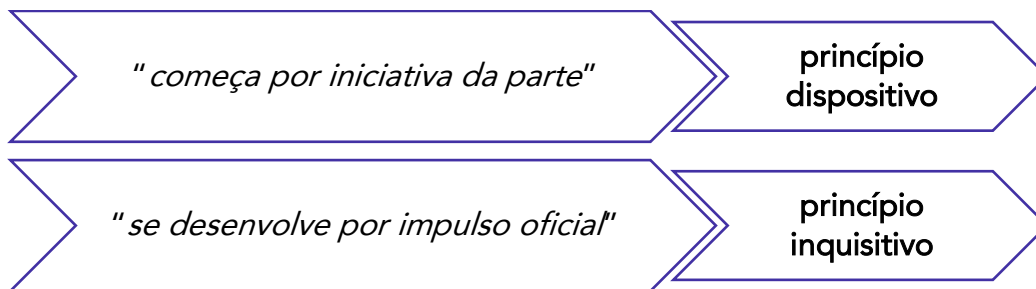 "começa por iniciativa da parte"
princípio
dispositivo
"se desenvolve por impulso oficial"
princípio
inquisitivo